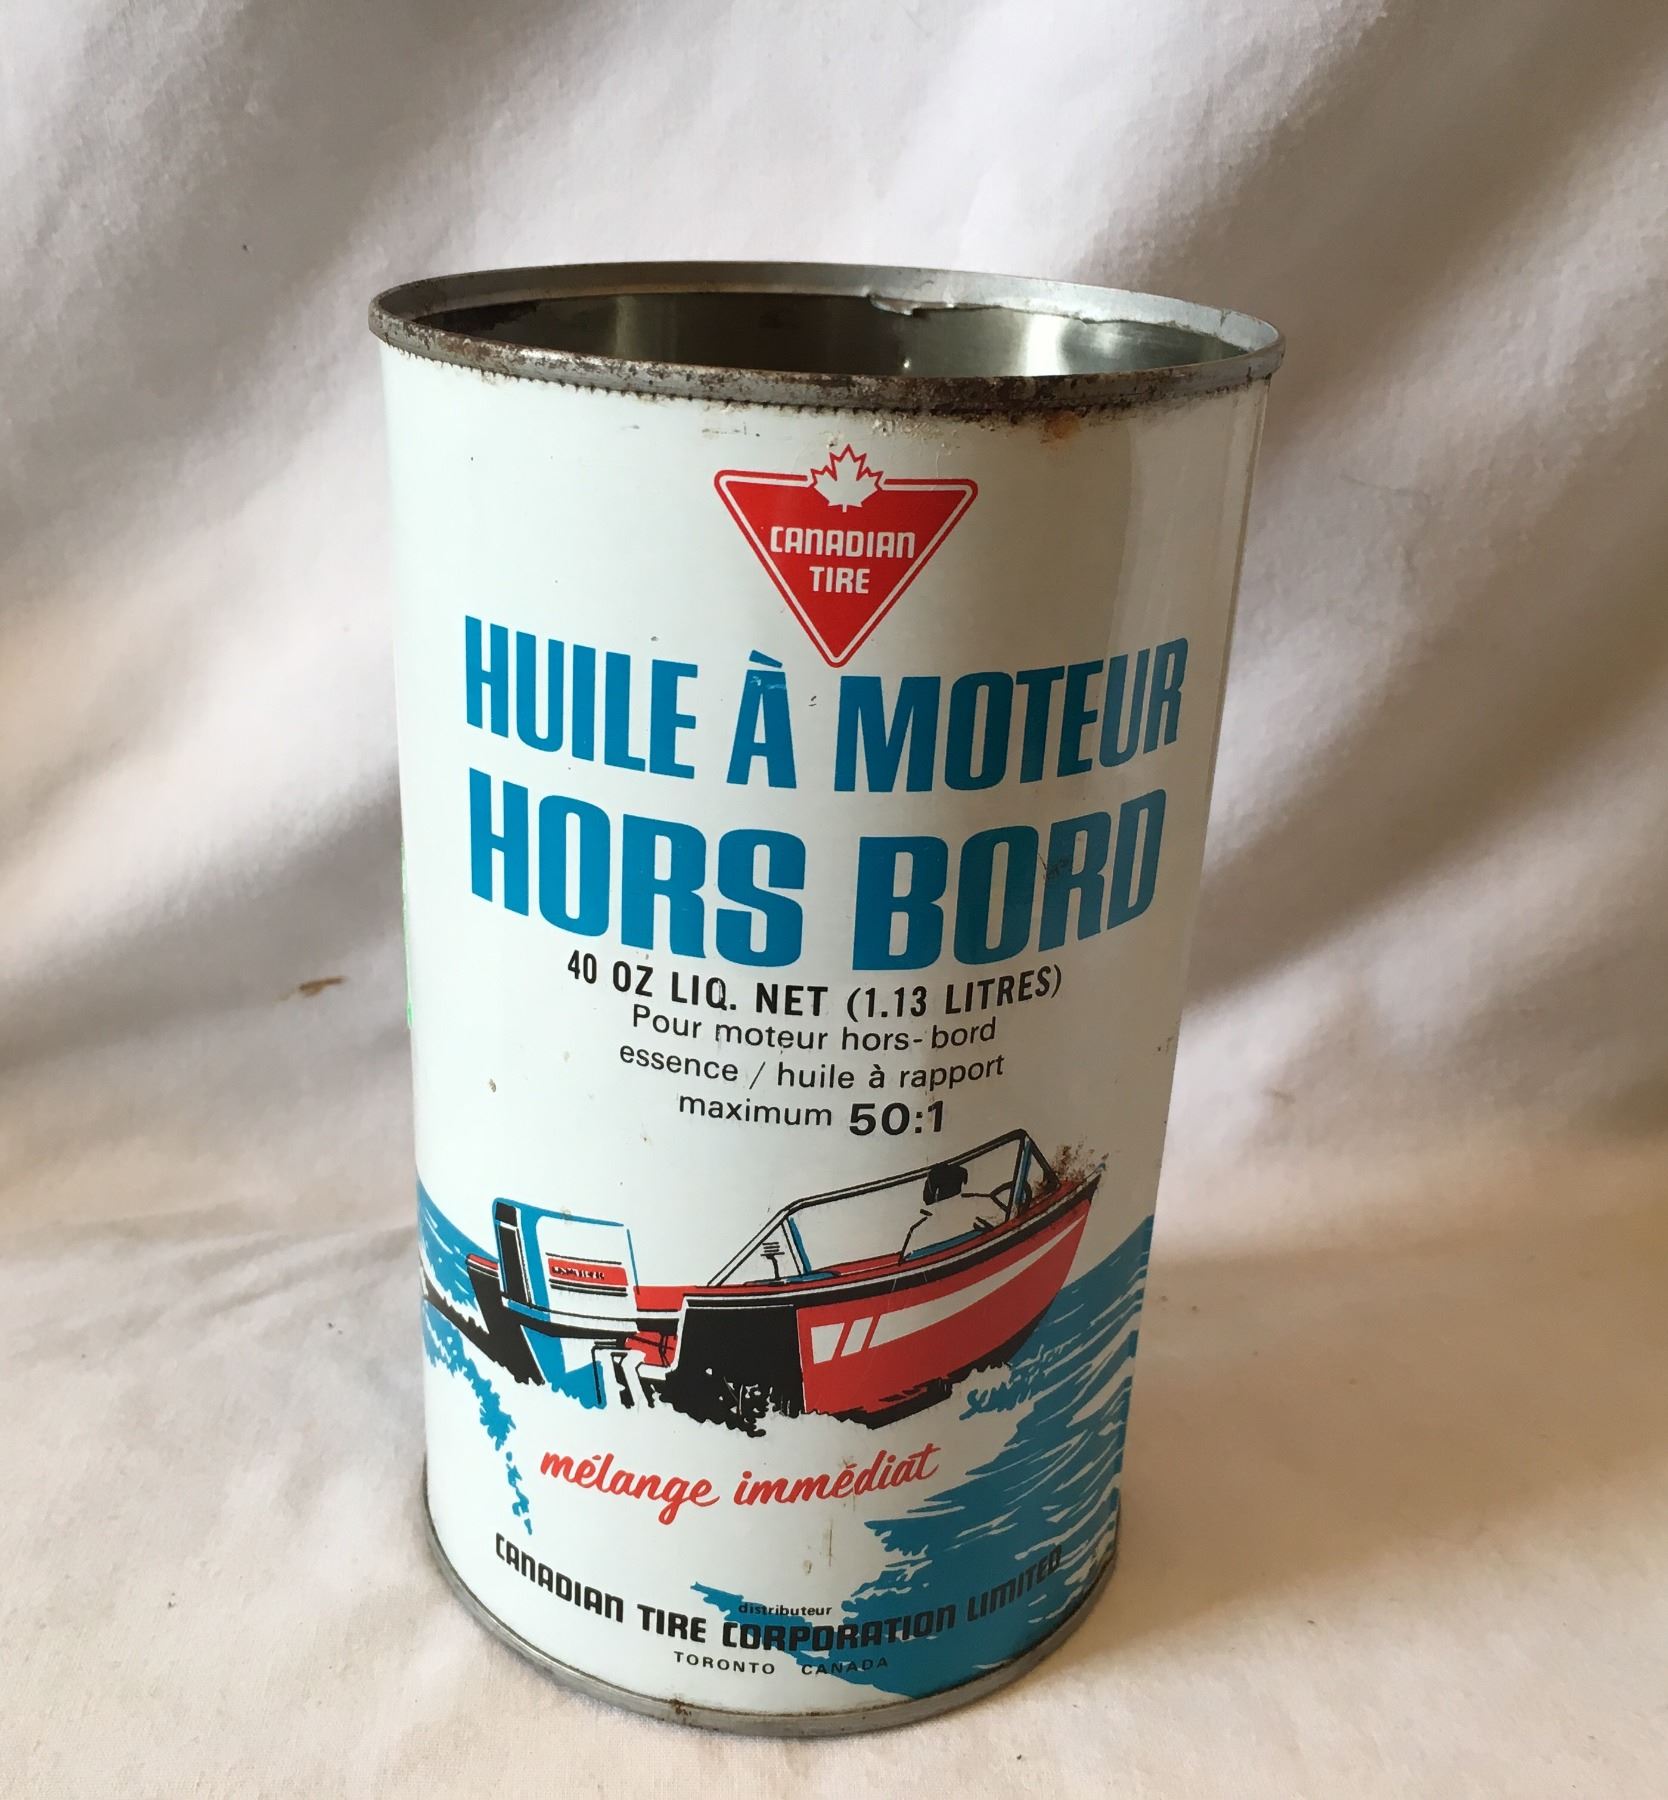 CANADIAN
TIRE
HUILE À MOTEUR
HORS BORD
40 OZ LIQ. NET (1.13 LITRES)
Pour moteur hors-bord
essence / huile à rapport
maximum 50:1
mélange immédiat
distributeur
CANADIAN TIRE CORPORATION LIMITED
TORONTO CANADA